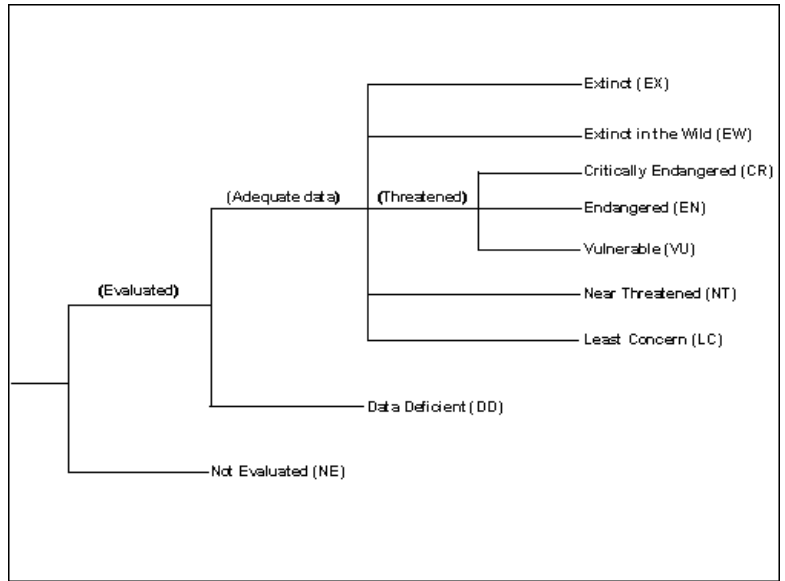 Extinct (EX)
Extinct in the Wild (EW)
Critically Endangered (CR)
(Adequate data)
(Threatened)
Endangered (EN)
Vulnerable (VU)
(Evaluated)
Near Threatened (NT)
Least Concern (LC)
Data Deficient (DD)
Not Evaluated (NE)